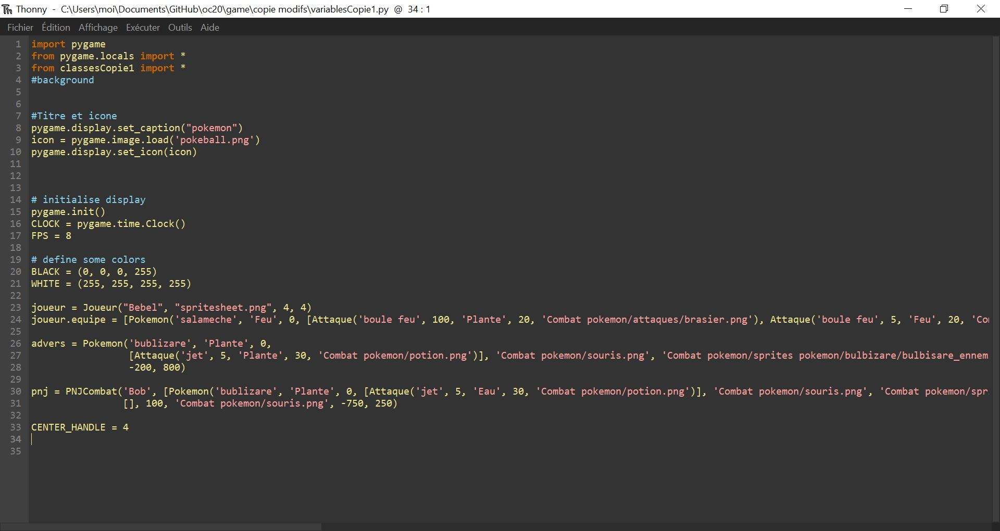 Thonny - C:\Users\moi\Documents\GitHub\oc20\game\copie modifs\variablesCopie1.py @ 34 : 1
Fichier Édition Affichage Exécuter Outils Aide
1 import pygame
2 from pygame.locals import *
3 from classesCopie1 import *
4 #background
5
6
7 #Titre et icone
8 pygame.display.set_caption("pokemon")
9 icon = pygame.image.load('pokeball.png')
10 pygame.display.set_icon(icon)
11
12
13
14 # initialise display
15 pygame.init()
16 CLOCK = pygame.time.Clock()
17 FPS = 8
18
19 # define some colors
20 BLACK = (0, 0, 0, 255)
21 WHITE = (255, 255, 255, 255)
22
23 joueur = Joueur("Bebel", "spritesheet.png", 4, 4)
24 joueur.equipe = [Pokemon('salameche', 'Feu', 0, [Attaque('boule feu', 100, 'Plante', 20, 'Combat pokemon/attaques/brasier.png'), Attaque('boule feu', 5, 'Feu', 20, 'Co
25
26 advers = Pokemon('bublizare', 'Plante', 0,
27 [Attaque('jet', 5, 'Plante', 30, 'Combat pokemon/potion.png')], 'Combat pokemon/souris.png', 'Combat pokemon/sprites pokemon/bulbizare/bulbisare_ennem
28 -200, 800)
29
30 pnj = PNJCombat('Bob', [Pokemon('bublizare', 'Plante', 0, [Attaque('jet', 5, 'Eau', 30, 'Combat pokemon/potion.png')], 'Combat pokemon/souris.png', 'Combat pokemon/spr
31 [], 100, 'Combat pokemon/souris.png', -750, 250)
32
33 CENTER_HANDLE = 4
34
35